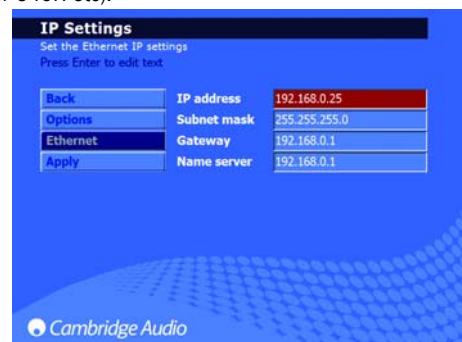 IP Settings
Set the Ethernet IP settings
Press Enter to edit text
Back IP address 192.168.0.25
Options Subnet mask 255.255.255.0
Ethernet Gateway 192.168.0.1
Apply Name server 192.168.0.1
Cambridge Audio